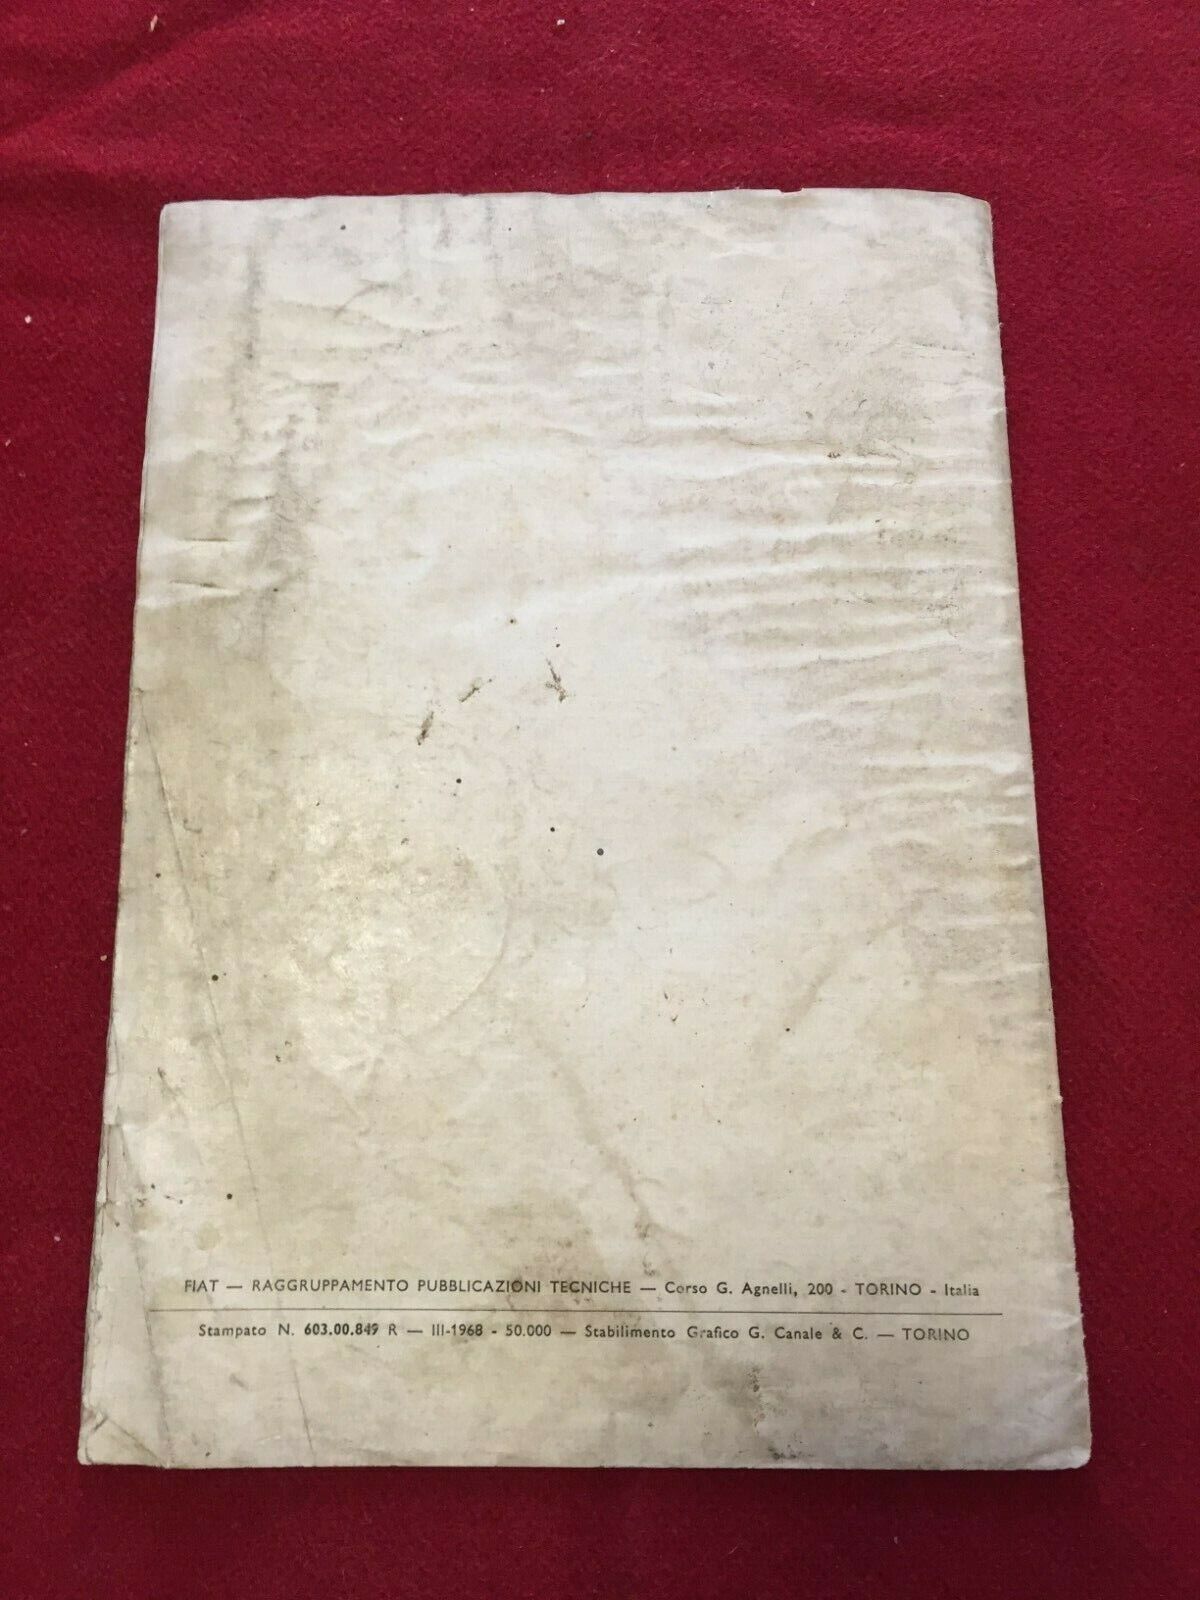 FIAT — RAGGRUPPAMENTO PUBBLICAZIONI TECNICHE — Corso G. Agnelli, 200 - TORINO - Italia
Stampato N. 603.00.849 R — III-1968 - 50.000 — Stabilimento Grafico G. Canale & C. — TORINO